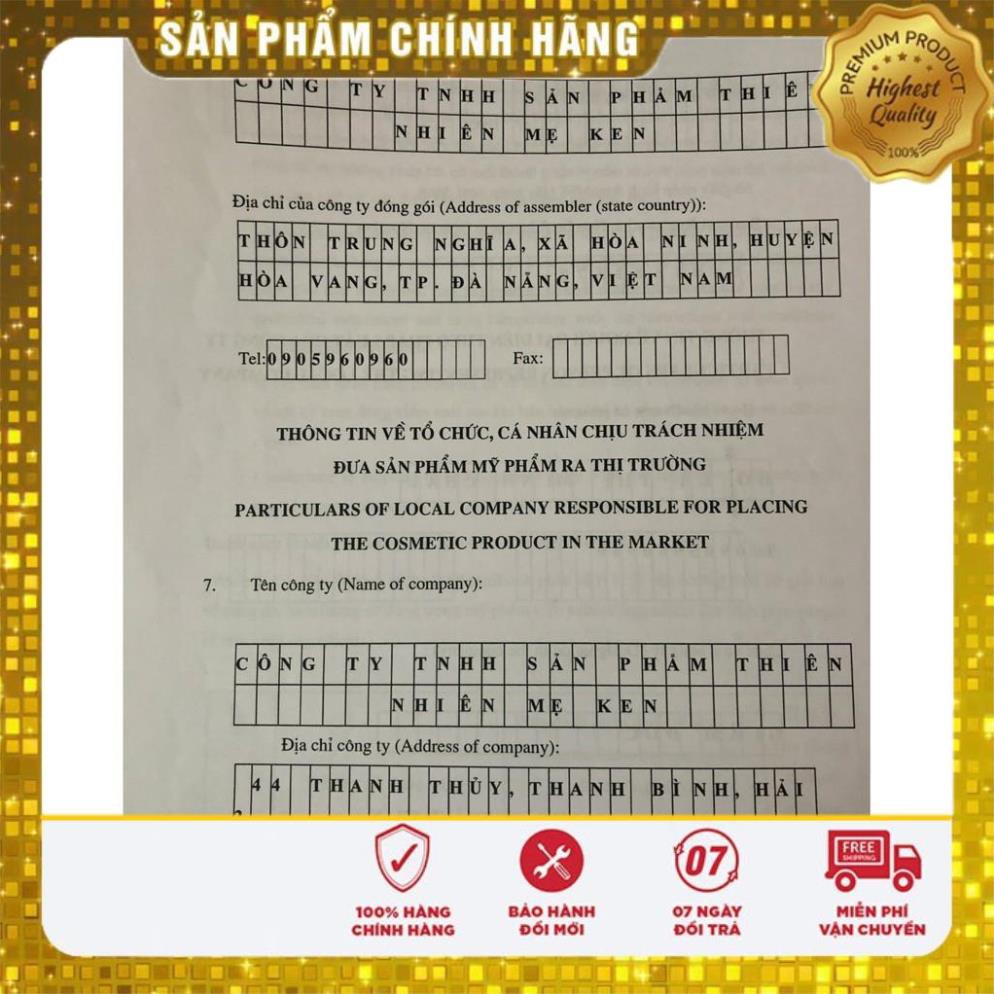 SẢN PHẨM CHÍNH HÃNG
PREMIUM PRODUCT
Highest
Quality
100%
CÔNG TY TNHH SẢN PHẨM THIÊ
NHIÊN MẸ KEN
Địa chỉ của công ty đóng gói (Address of assembler (state country)):
THÔN TRUNG NGHĨA, XÃ HÒA NINH, HUYỆN
HÒA VANG, TP. ĐÀ NẴNG, VIỆT NAM
Tel: 0905960960 Fax:
THÔNG TIN VỀ TỔ CHỨC, CÁ NHÂN CHỊU TRÁCH NHIỆM
ĐƯA SẢN PHẨM MỸ PHẨM RA THỊ TRƯỜNG
PARTICULARS OF LOCAL COMPANY RESPONSIBLE FOR PLACING
THE COSMETIC PRODUCT IN THE MARKET
7. Tên công ty (Name of company):
CÔNG TY TNHH SẢN PHẨM THIÊN
NHIÊN MẸ KEN
Địa chỉ công ty (Address of company):
44 THANH THỦY, THANH BÌNH, HẢI
100% HÀNG
CHÍNH HÃNG
BẢO HÀNH
ĐỔI MỚI
07
07 NGÀY
ĐỔI TRẢ
FREE
SHIPPING
MIỄN PHÍ
VẬN CHUYỂN